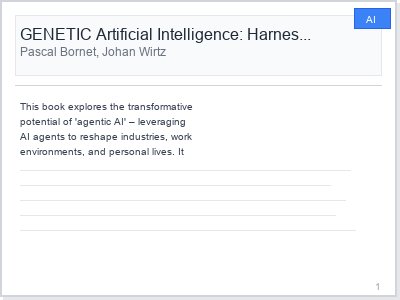 AI
GENETIC Artificial Intelligence: Harnes...
Pascal Bornet, Johan Wirtz
This book explores the transformative
potential of 'agentic AI' – leveraging
AI agents to reshape industries, work
environments, and personal lives. It
1